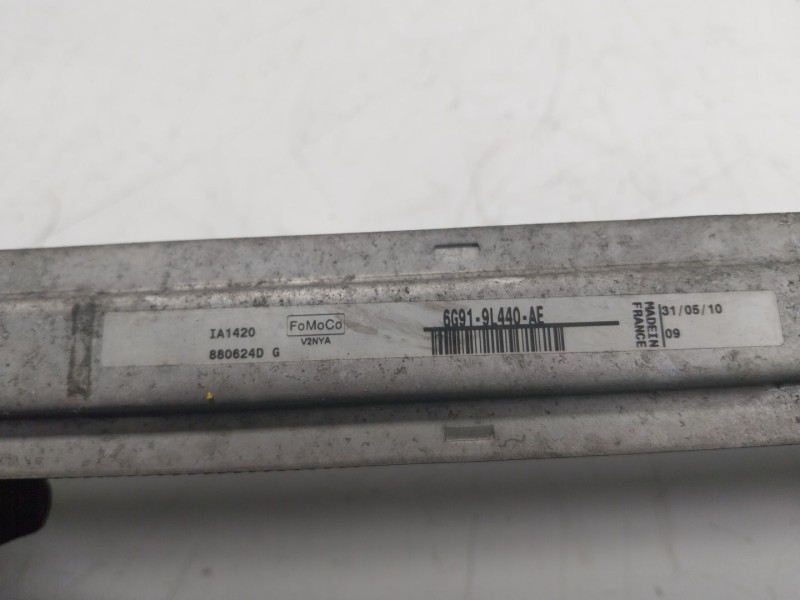 IA1420
880624D G
FoMoCo
V2NYA
6G91-9L440-AE
MADE IN
FRANCE
31/05/10
09